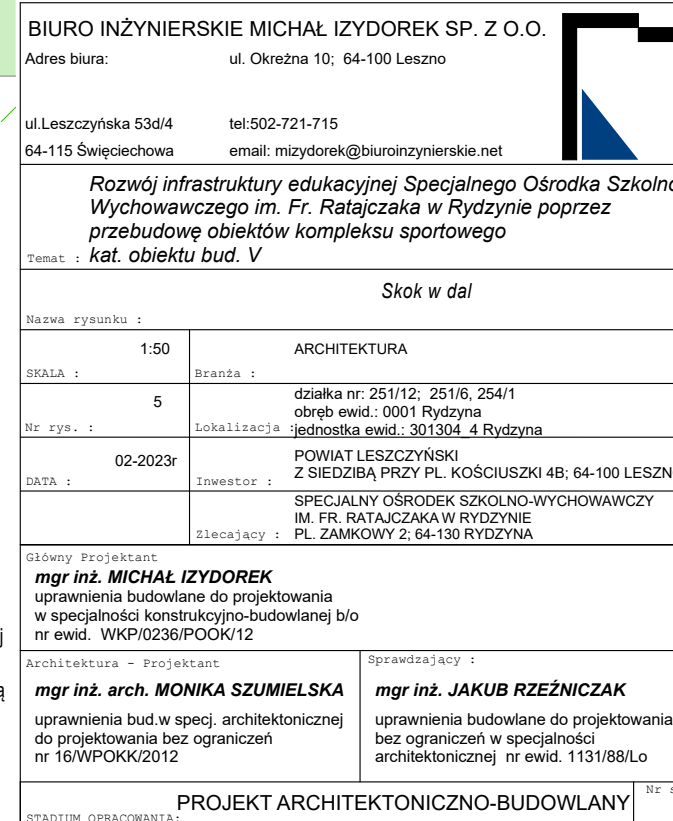 BIURO INŻYNIERSKIE MICHAŁ IZYDOREK SP. Z O.O.
Adres biura: ul. Okreżna 10; 64-100 Leszno
ul.Leszczyńska 53d/4 tel:502-721-715
64-115 Święciechowa email: mizydorek@biuroinzynierskie.net
Rozwój infrastruktury edukacyjnej Specjalnego Ośrodka Szkolno
Wychowawczego im. Fr. Ratajczaka w Rydzynie poprzez
przebudowę obiektów kompleksu sportowego
Temat : kat. obiektu bud. V
Skok w dal
Nazwa rysunku :
1:50 ARCHITEKTURA
SKALA : Branża :
działka nr: 251/12; 251/6, 254/1
5 obręb ewid.: 0001 Rydzyna
Nr rys. : Lokalizacja : jednostka ewid.: 301304_4 Rydzyna
02-2023r POWIAT LESZCZYŃSKI
Z SIEDZIBĄ PRZY PL. KOŚCIUSZKI 4B; 64-100 LESZN
DATA : Inwestor :
SPECJALNY OŚRODEK SZKOLNO-WYCHOWAWCZY
IM. FR. RATAJCZAKA W RYDZYNIE
Zlecający : PL. ZAMKOWY 2; 64-130 RYDZYNA
Główny Projektant
mgr inż. MICHAŁ IZYDOREK
uprawnienia budowlane do projektowania
w specjalności konstrukcyjno-budowlanej b/o
nr ewid. WKP/0236/POOK/12
Architektura - Projektant
mgr inż. arch. MONIKA SZUMIELSKA
uprawnienia bud.w specj. architektonicznej
do projektowania bez ograniczeń
nr 16/WPOKK/2012
Sprawdzający :
mgr inż. JAKUB RZEŹNICZAK
uprawnienia budowlane do projektowania
bez ograniczeń w specjalności
architektonicznej nr ewid. 1131/88/Lo
PROJEKT ARCHITEKTONICZNO-BUDOWLANY
STADIUM OPRACOWANIA:
Nr s